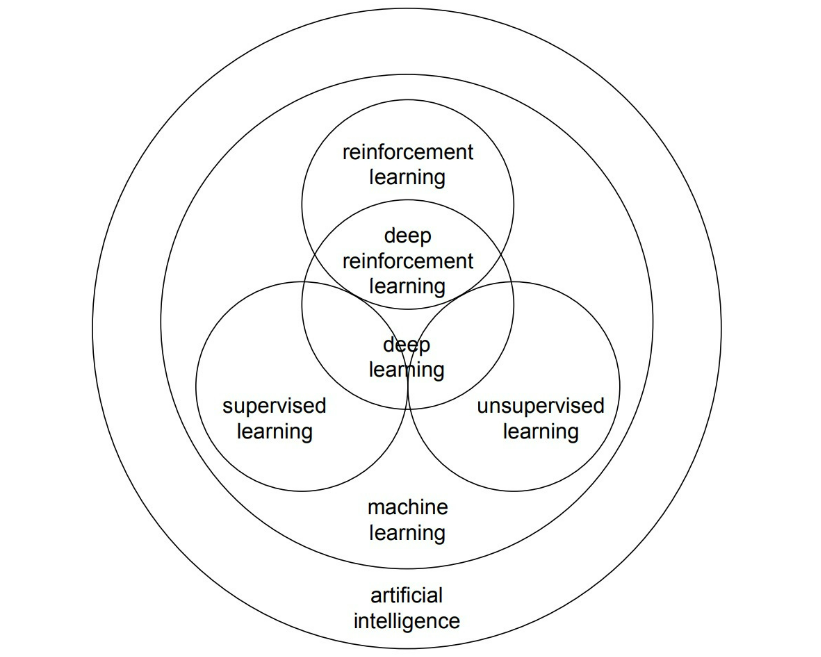 reinforcement
learning
deep
reinforcement
learning
deep
learning
supervised
learning
unsupervised
learning
machine
learning
artificial
intelligence